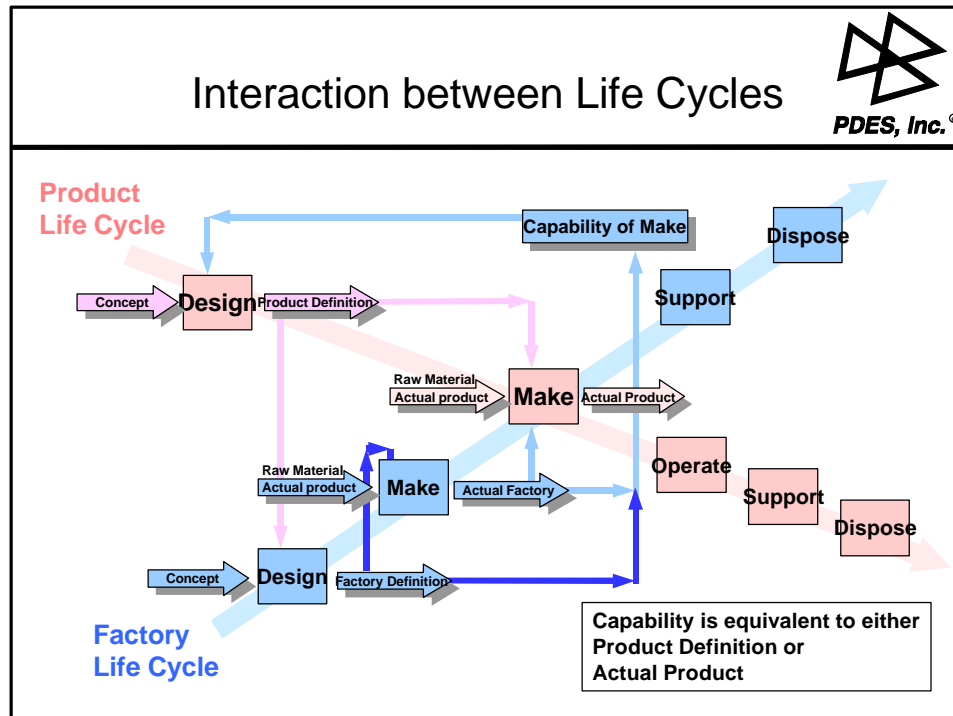 Interaction between Life Cycles
PDES, Inc.®
Product
Life Cycle
Capability of Make
Dispose
Support
Concept
Design
Product Definition
Raw Material
Actual product
Make
Actual Product
Raw Material
Actual product
Make
Actual Factory
Operate
Support
Dispose
Concept
Design
Factory Definition
Factory
Life Cycle
Capability is equivalent to either
Product Definition or
Actual Product